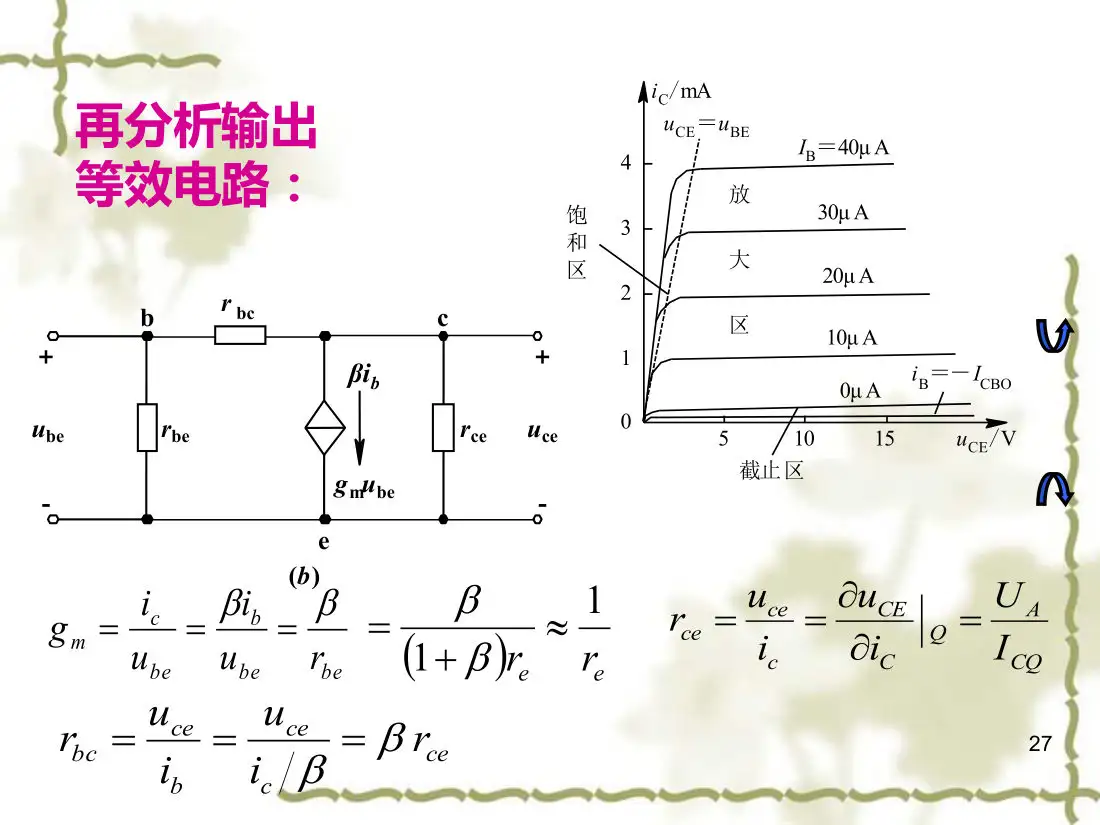 再分析输出
等效电路：
i_C/mA
u_CE=u_BE
I_B=40μA
4
放
30μA
饱
和
区
3
大
20μA
2
区
10μA
1
i_B=-I_CBO
0μA
0
5
10
15
u_CE/V
截止区
r_bc
b
c
+
+
βi_b
u_be
r_be
r_ce
u_ce
g_m u_be
-
-
e
(b)
g_m = i_c/u_be = βi_b/u_be = β/r_be = β/((1+β)r_e) ≈ 1/r_e
r_ce = u_ce/i_c = ∂u_CE/∂i_C |_Q = U_A/I_CQ
r_bc = u_ce/i_b = u_ce/(i_c/β) = β r_ce
27